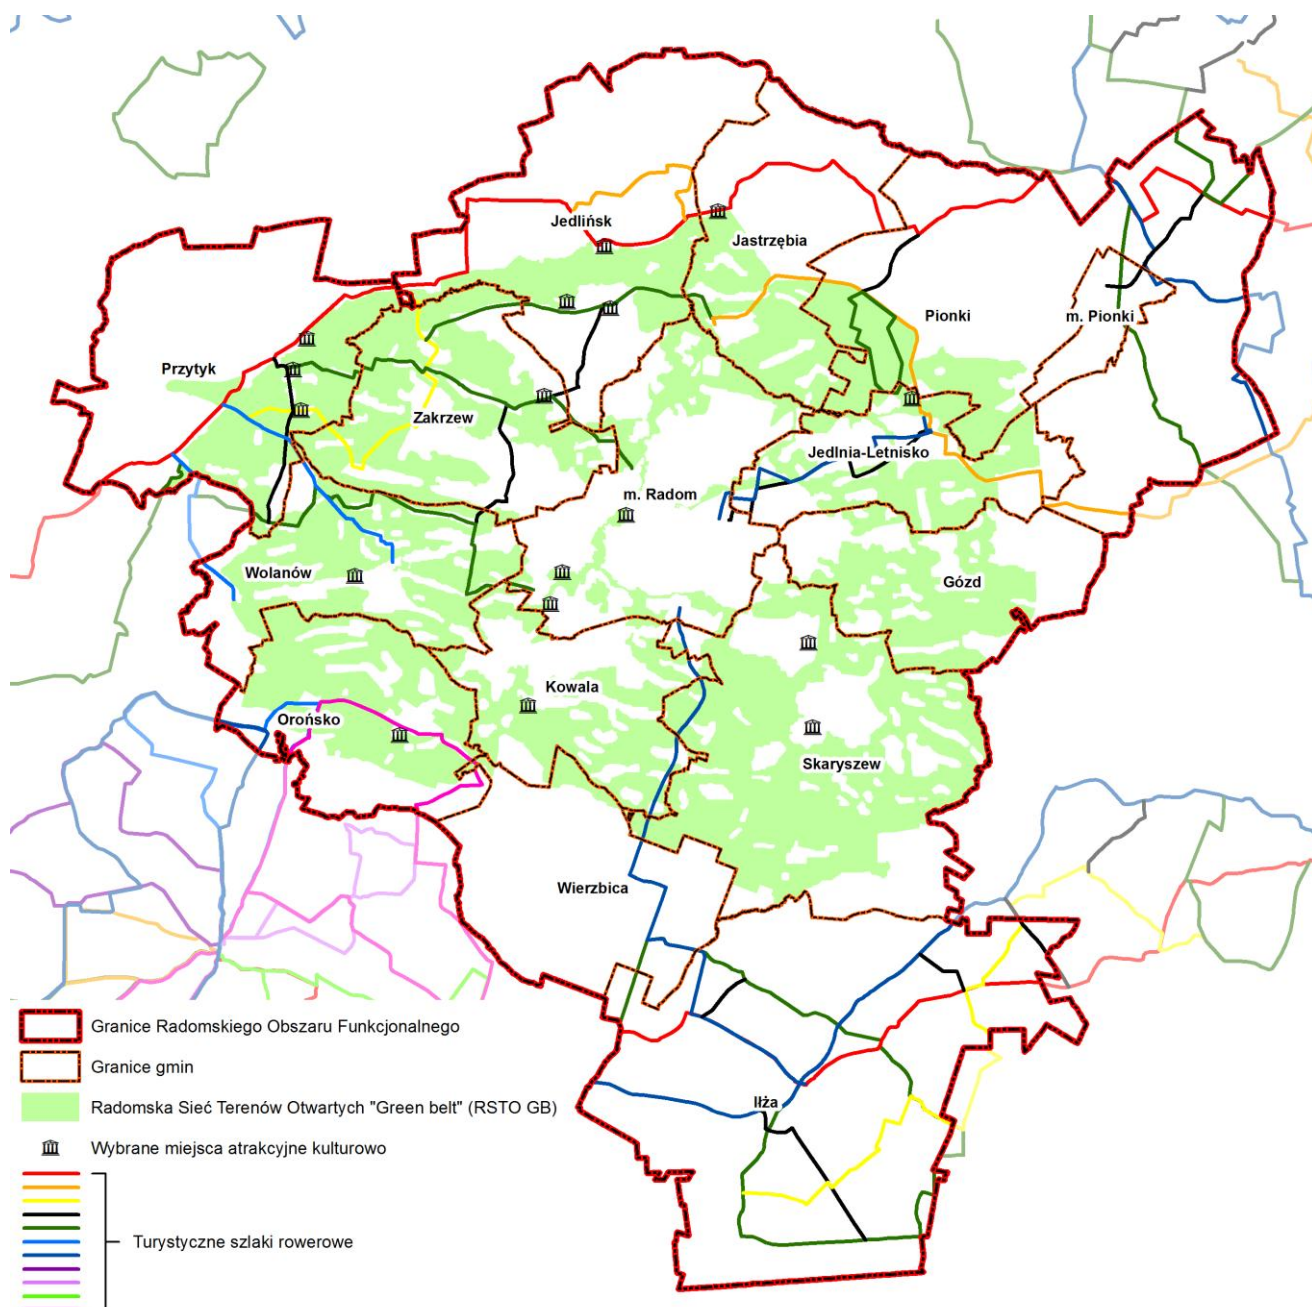 Jedlińsk
Jastrzębia
Pionki
m. Pionki
Przytyk
Zakrzew
Jedlnia-Letnisko
m. Radom
Wolanów
Gózd
Kowala
Orońsko
Skaryszew
Wierzbica
Iłża
Granice Radomskiego Obszaru Funkcjonalnego
Granice gmin
Radomska Sieć Terenów Otwartych "Green belt" (RSTO GB)
Wybrane miejsca atrakcyjne kulturowo
Turystyczne szlaki rowerowe